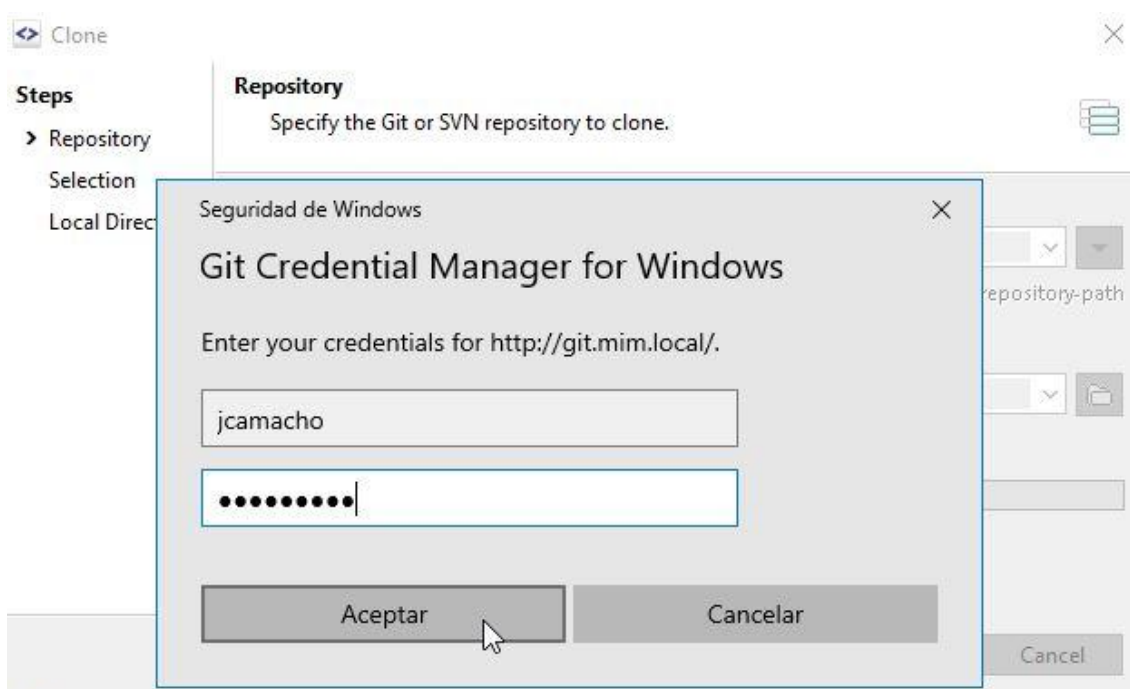 Clone
Steps
Repository
Selection
Local Direc
Repository
Specify the Git or SVN repository to clone.
Seguridad de Windows
Git Credential Manager for Windows
Enter your credentials for http://git.mim.local/.
jcamacho
●●●●●●●●●
Aceptar
Cancelar
repository-path
Cancel